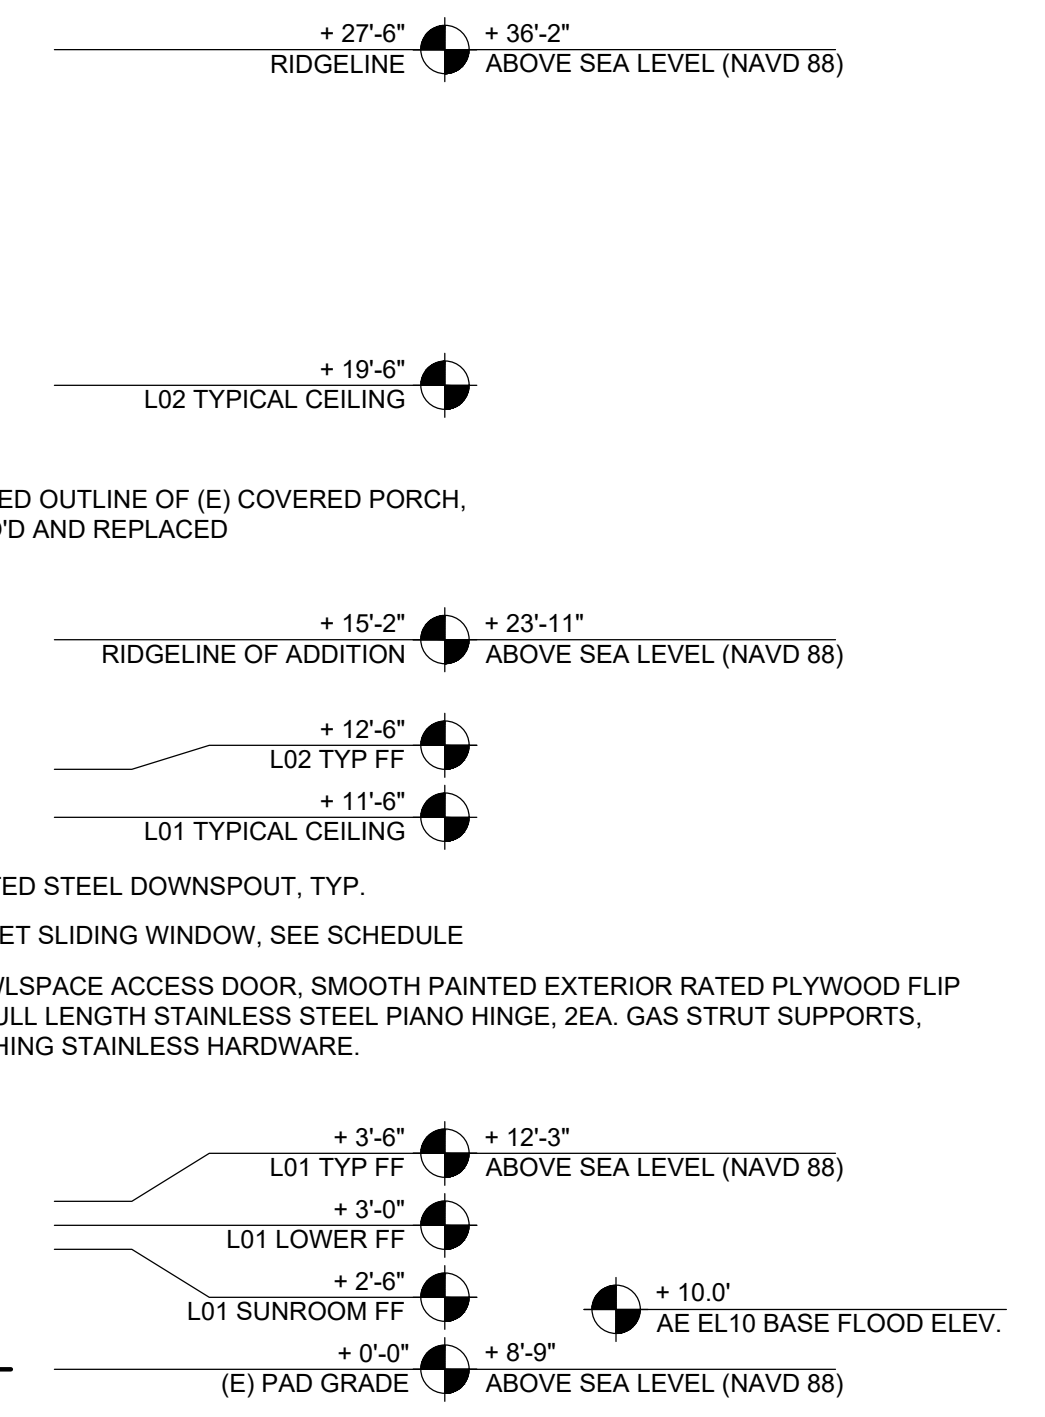 + 27'-6" + 36'-2"
RIDGELINE ABOVE SEA LEVEL (NAVD 88)
+ 19'-6"
L02 TYPICAL CEILING
ED OUTLINE OF (E) COVERED PORCH,
'D AND REPLACED
+ 15'-2" + 23'-11"
RIDGELINE OF ADDITION ABOVE SEA LEVEL (NAVD 88)
+ 12'-6"
L02 TYP FF
+ 11'-6"
L01 TYPICAL CEILING
TED STEEL DOWNSPOUT, TYP.
ET SLIDING WINDOW, SEE SCHEDULE
WLSPACE ACCESS DOOR, SMOOTH PAINTED EXTERIOR RATED PLYWOOD FLIP
ULL LENGTH STAINLESS STEEL PIANO HINGE, 2EA. GAS STRUT SUPPORTS,
HING STAINLESS HARDWARE.
+ 3'-6" + 12'-3"
L01 TYP FF ABOVE SEA LEVEL (NAVD 88)
+ 3'-0"
L01 LOWER FF
+ 2'-6"
L01 SUNROOM FF
+ 10.0'
AE EL10 BASE FLOOD ELEV.
+ 0'-0" + 8'-9"
(E) PAD GRADE ABOVE SEA LEVEL (NAVD 88)